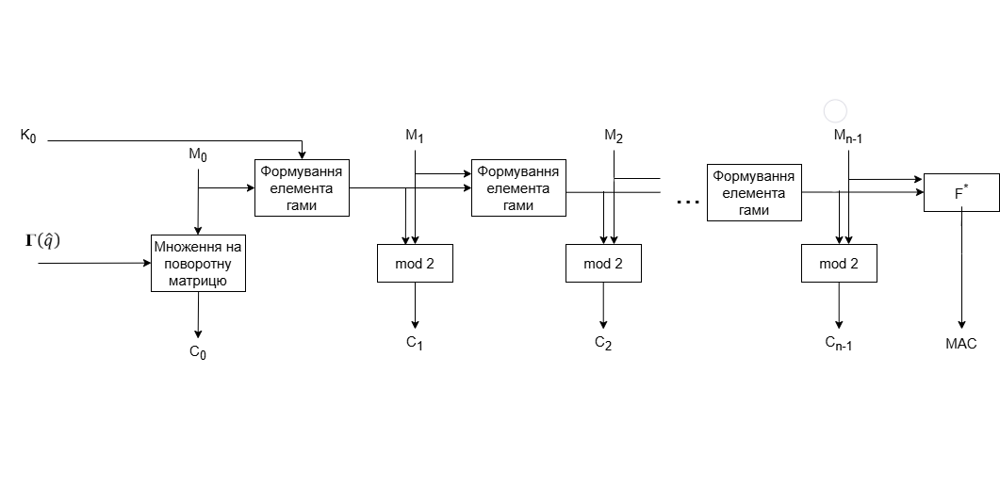 K0
M0
M1
M2
Mn-1
Формування
елемента
гами
Формування
елемента
гами
...
Формування
елемента
гами
F*
Γ(q̂)
Множення на
поворотну
матрицю
mod 2
mod 2
mod 2
C0
C1
C2
Cn-1
MAC